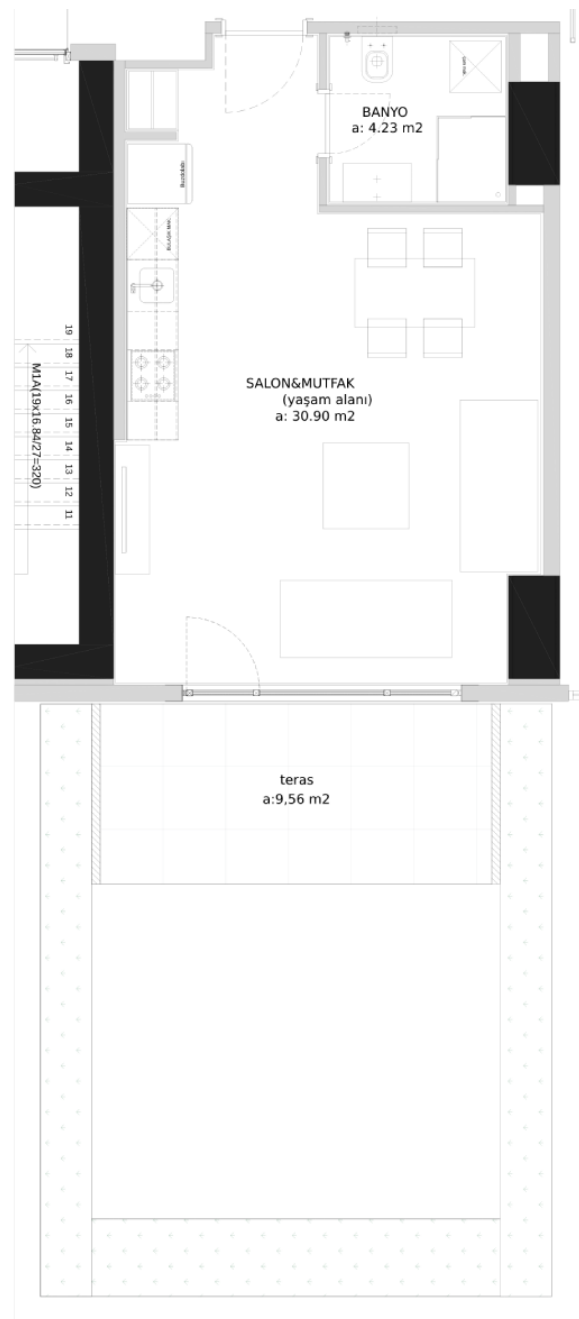 BANYO
a: 4.23 m2
Buzdolabı
SALON&MUTFAK
(yaşam alanı)
a: 30.90 m2
M1A(19x16.84/27=320)
19
18
17
16
15
14
13
12
11
teras
a:9,56 m2